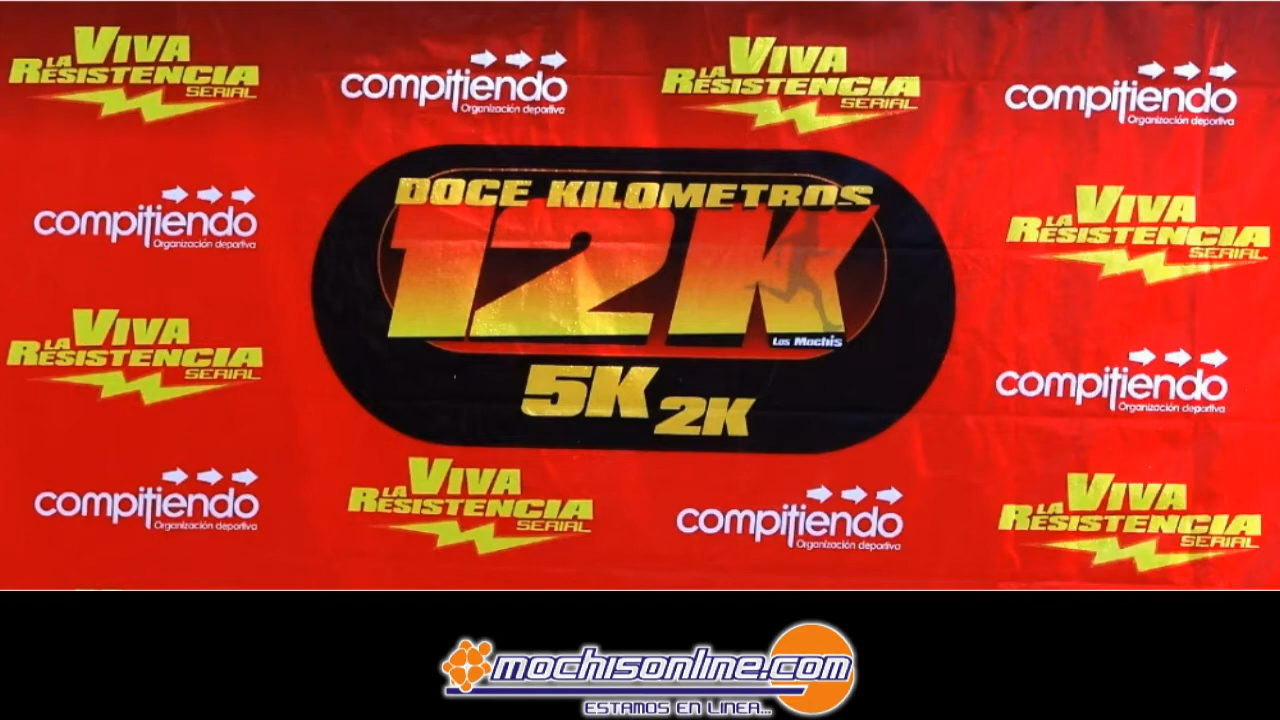 VIVA
LA RESISTENCIA
SERIAL
compitiendo
Organización deportiva
VIVA
LA RESISTENCIA
SERIAL
compitiendo
Organización deportiva
DOCE KILOMETROS
12K
Los Mochis
5K 2K
compitiendo
Organización deportiva
VIVA
LA RESISTENCIA
SERIAL
VIVA
LA RESISTENCIA
SERIAL
compitiendo
Organización deportiva
compitiendo
Organización deportiva
VIVA
LA RESISTENCIA
SERIAL
compitiendo
Organización deportiva
VIVA
LA RESISTENCIA
SERIAL
mochisonline.com
ESTAMOS EN LINEA...